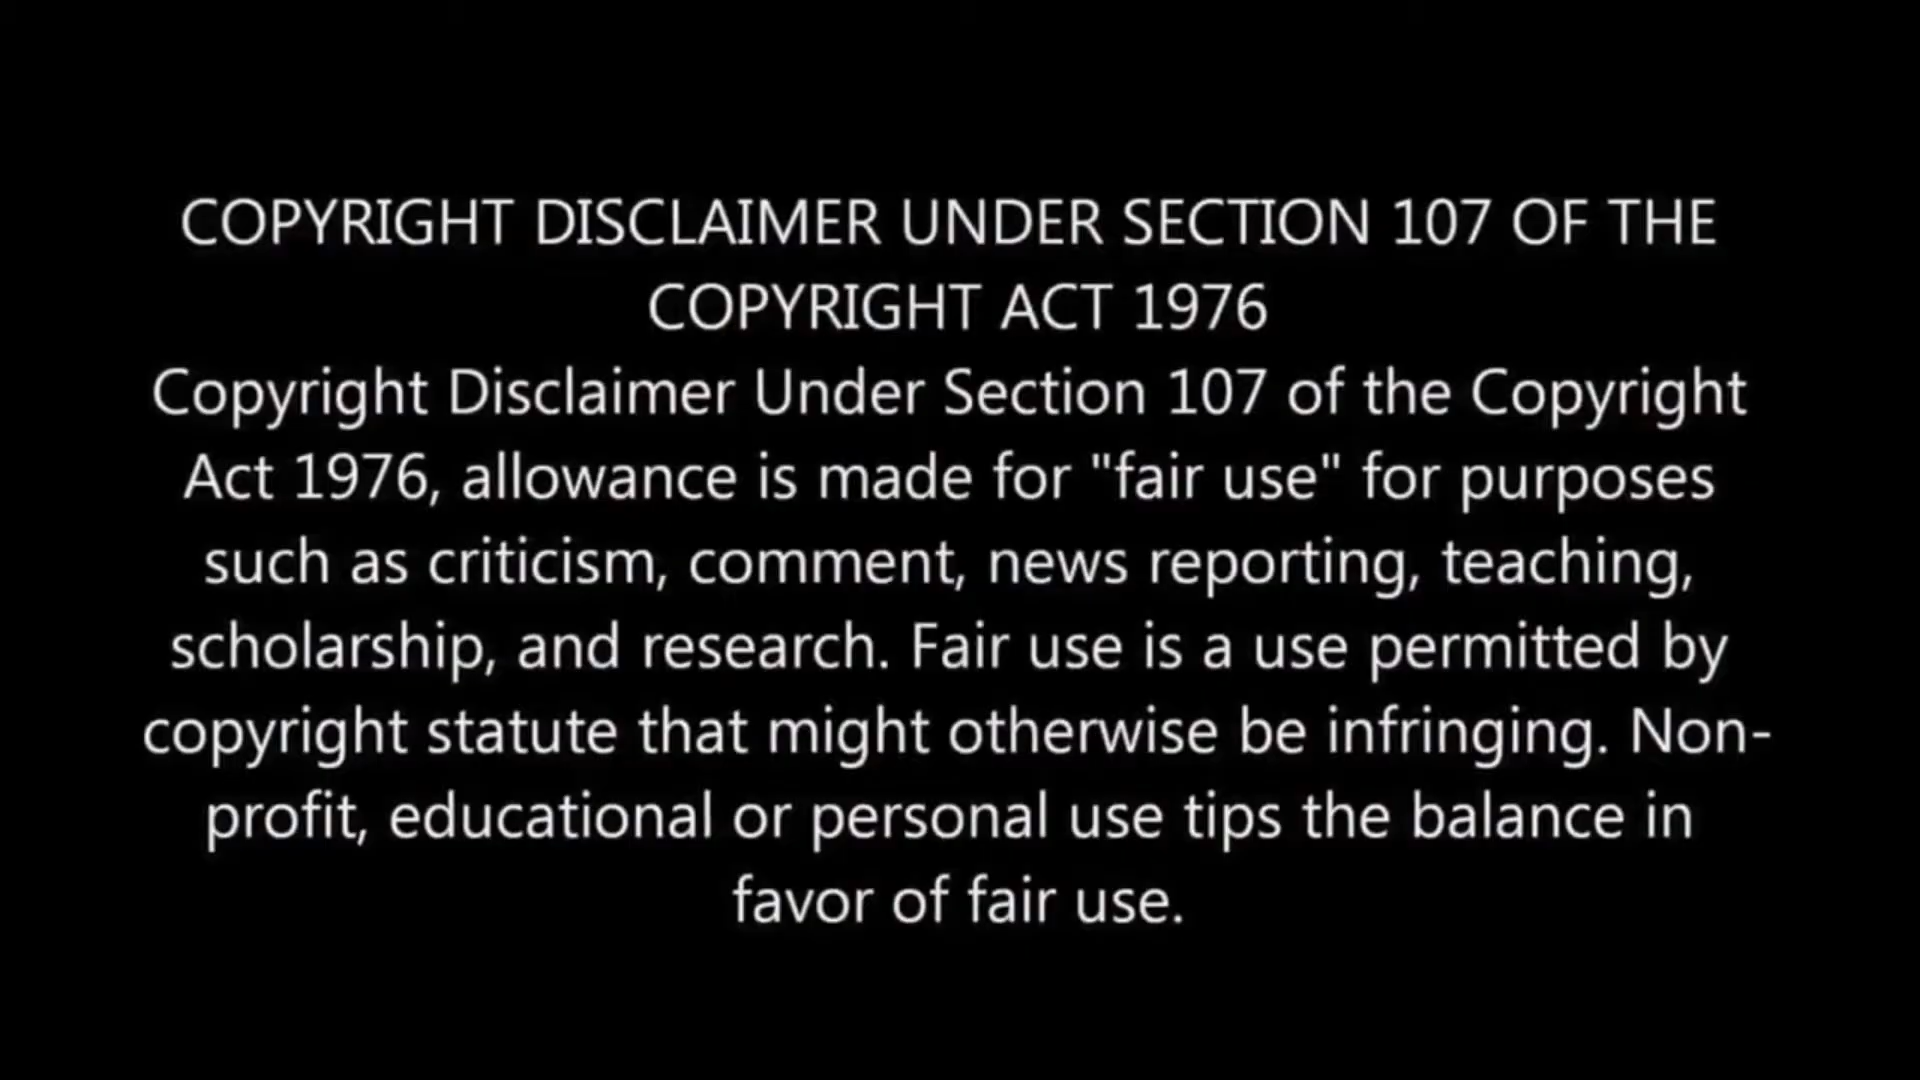 COPYRIGHT DISCLAIMER UNDER SECTION 107 OF THE
COPYRIGHT ACT 1976
Copyright Disclaimer Under Section 107 of the Copyright
Act 1976, allowance is made for "fair use" for purposes
such as criticism, comment, news reporting, teaching,
scholarship, and research. Fair use is a use permitted by
copyright statute that might otherwise be infringing. Non-
profit, educational or personal use tips the balance in
favor of fair use.